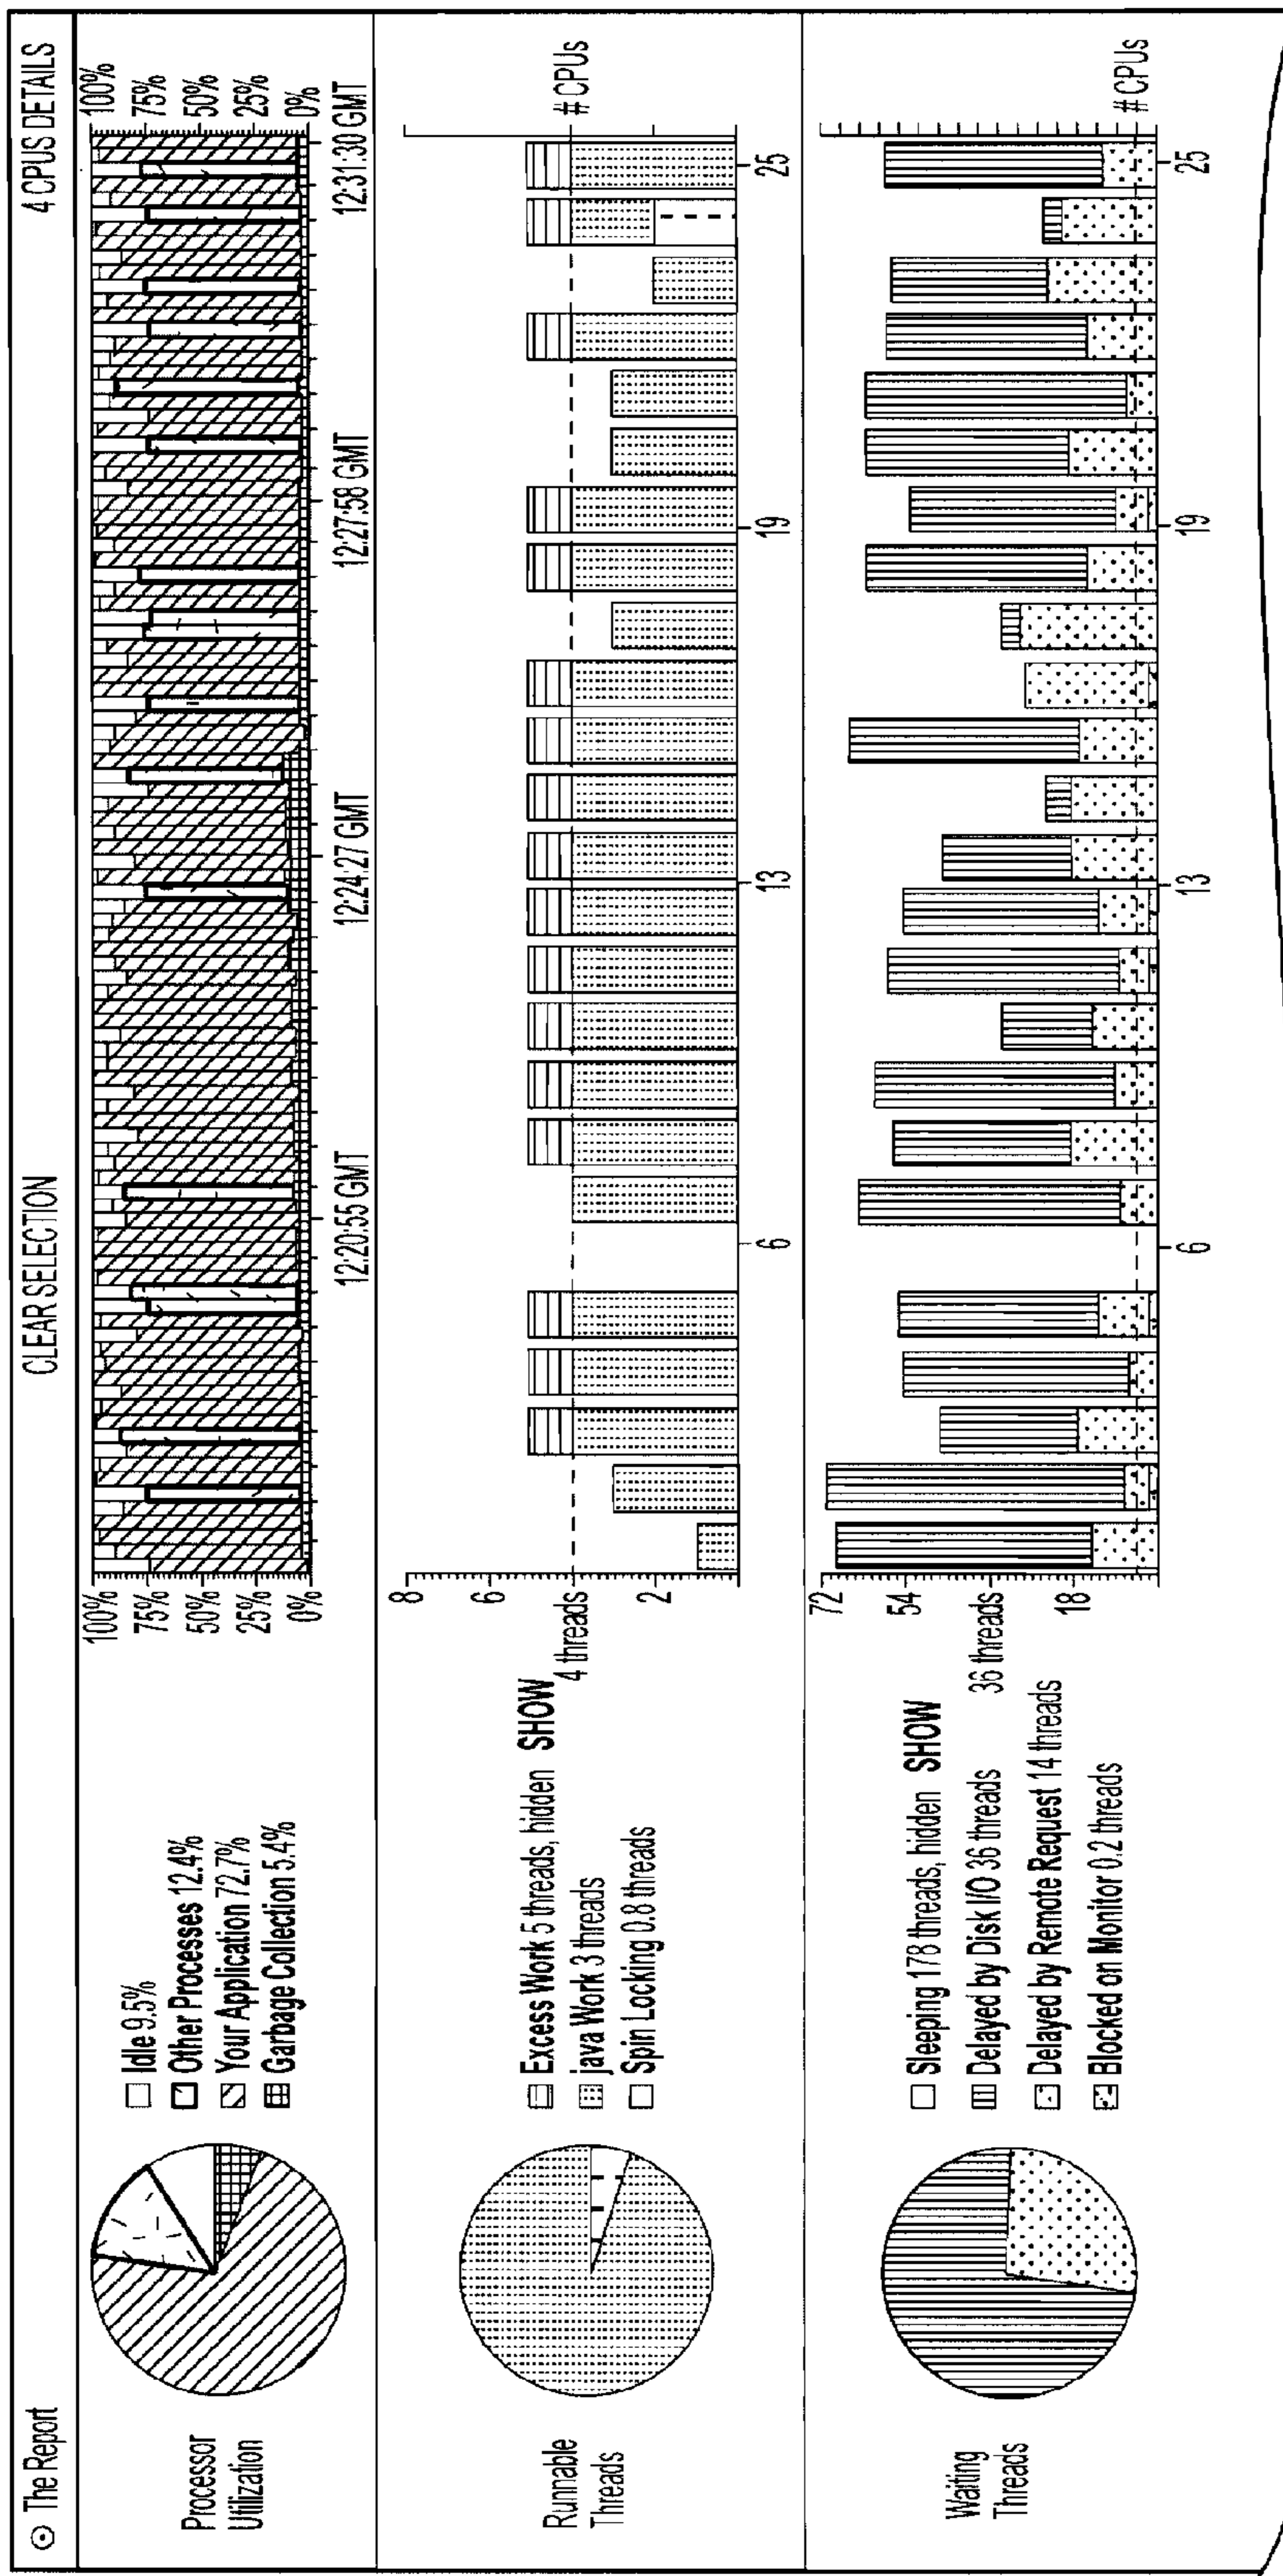 The Report
CLEAR SELECTION
4 CPUS DETAILS
Processor
Utilization
Idle 9.5%
Other Processes 12.4%
Your Application 72.7%
Garbage Collection 5.4%
100%
75%
50%
25%
0%
12:20:55 GMT
12:24:27 GMT
12:27:58 GMT
12:31:30 GMT
100%
75%
50%
25%
0%
Runnable
Threads
Excess Work 5 threads, hidden SHOW
java Work 3 threads
Spin Locking 0.8 threads
8
6
4 threads
2
6
13
19
25
# CPUs
Waiting
Threads
Sleeping 178 threads, hidden SHOW
Delayed by Disk I/O 36 threads
Delayed by Remote Request 14 threads
Blocked on Monitor 0.2 threads
72
54
36 threads
18
6
13
19
25
# CPUs